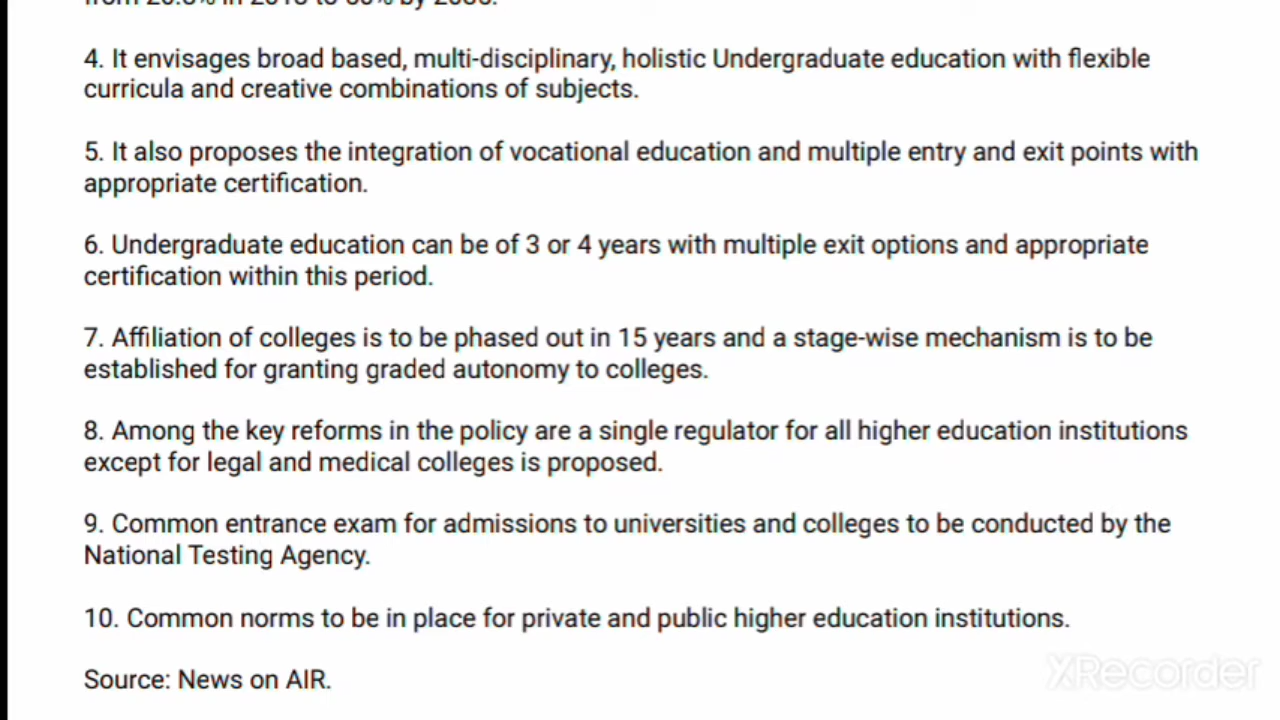 4. It envisages broad based, multi-disciplinary, holistic Undergraduate education with flexible
curricula and creative combinations of subjects.
5. It also proposes the integration of vocational education and multiple entry and exit points with
appropriate certification.
6. Undergraduate education can be of 3 or 4 years with multiple exit options and appropriate
certification within this period.
7. Affiliation of colleges is to be phased out in 15 years and a stage-wise mechanism is to be
established for granting graded autonomy to colleges.
8. Among the key reforms in the policy are a single regulator for all higher education institutions
except for legal and medical colleges is proposed.
9. Common entrance exam for admissions to universities and colleges to be conducted by the
National Testing Agency.
10. Common norms to be in place for private and public higher education institutions.
Source: News on AIR.
XRecorder